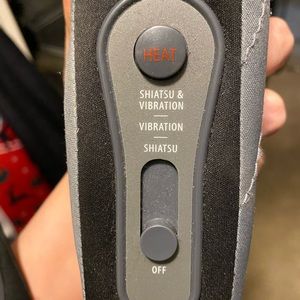 HEAT
SHIATSU &
VIBRATION
VIBRATION
SHIATSU
OFF